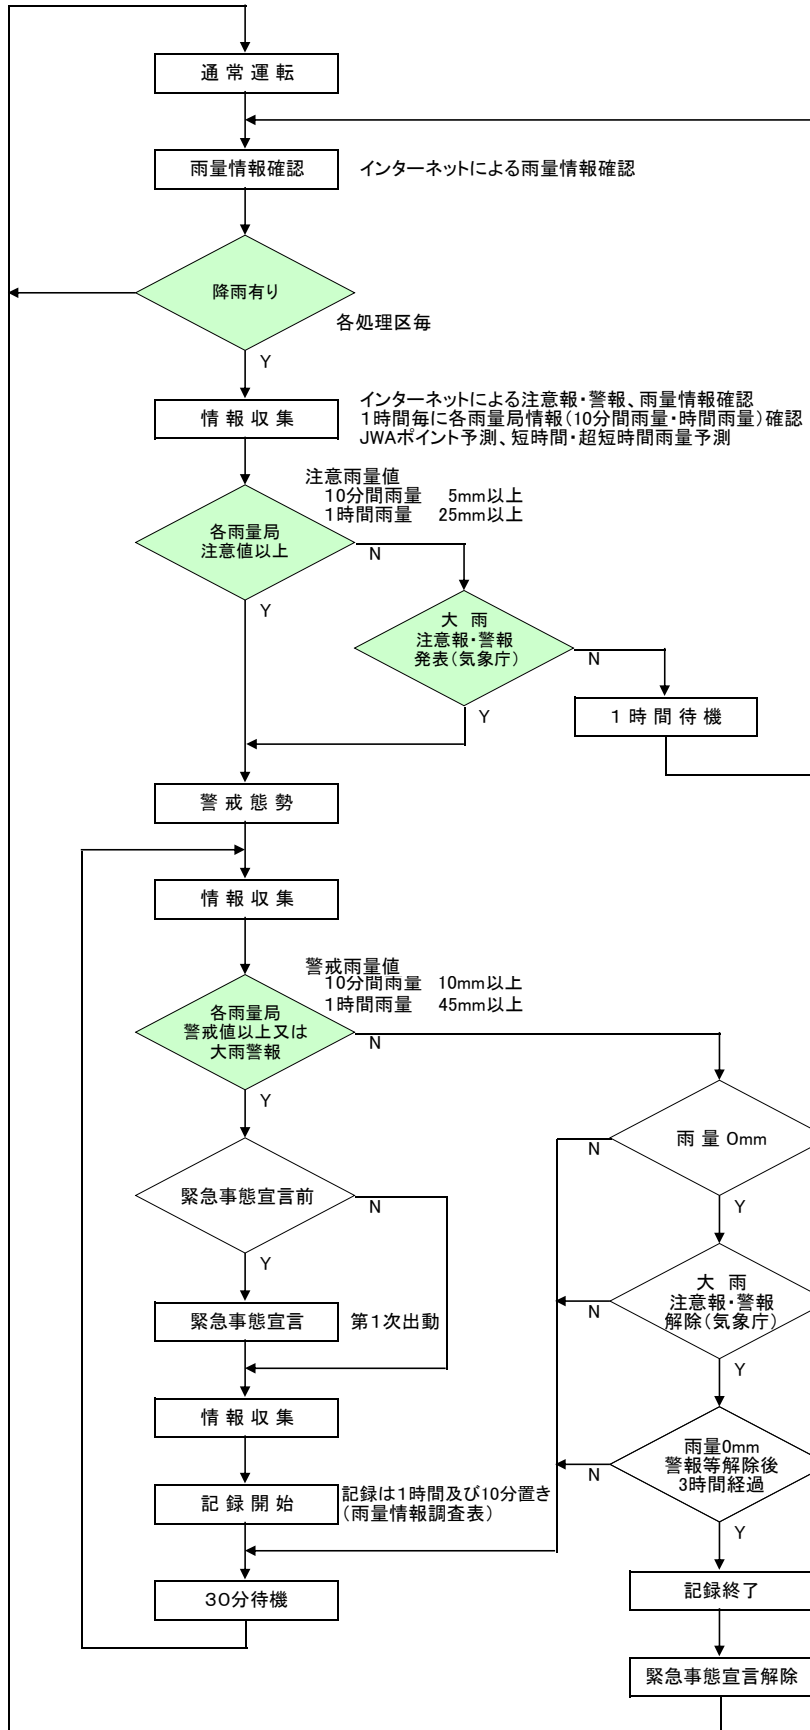 通常運転
雨量情報確認
インターネットによる雨量情報確認
降雨有り
各処理区毎
Y
情報収集
インターネットによる注意報・警報、雨量情報確認
1時間毎に各雨量局情報(10分間雨量・時間雨量)確認
JWAポイント予測、短時間・超短時間雨量予測
注意雨量値
10分間雨量 5mm以上
1時間雨量 25mm以上
各雨量局
注意値以上
N
Y
大 雨
注意報・警報
発表(気象庁)
N
Y
1時間待機
警戒態勢
情報収集
警戒雨量値
10分間雨量 10mm以上
1時間雨量 45mm以上
各雨量局
警戒値以上又は
大雨警報
N
Y
雨量 0mm
N
Y
緊急事態宣言前
N
Y
大 雨
注意報・警報
解除(気象庁)
N
Y
緊急事態宣言
第1次出動
情報収集
雨量0mm
警報等解除後
3時間経過
N
Y
記録開始
記録は1時間及び10分置き
(雨量情報調査表)
30分待機
記録終了
緊急事態宣言解除